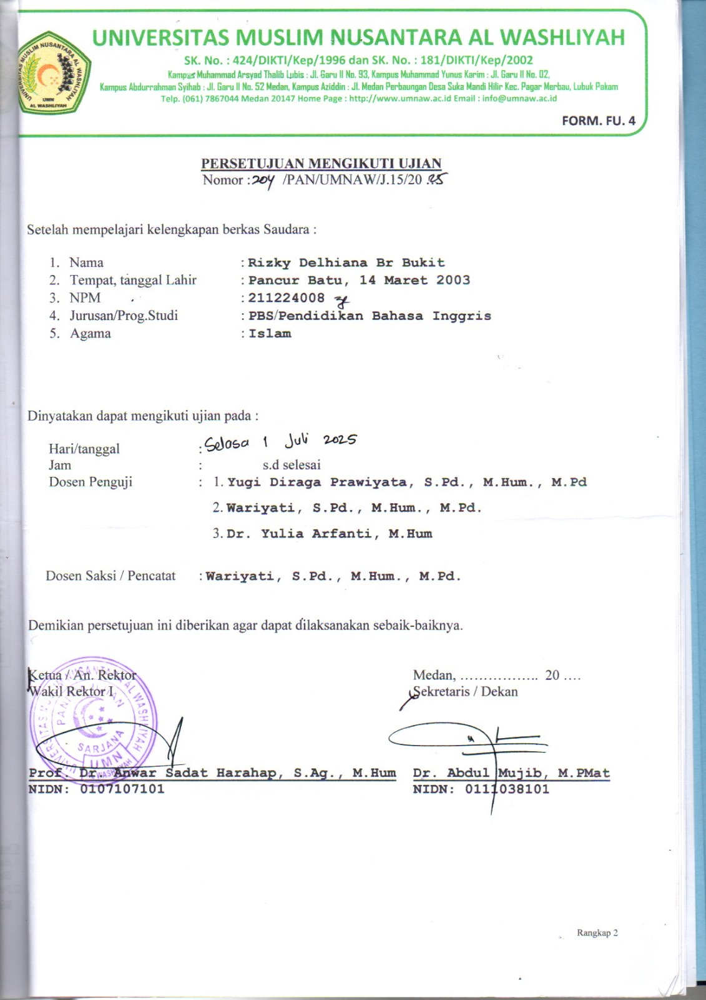 UNIVERSITAS MUSLIM NUSANTARA AL WASHLIYAH
SK. No. : 424/DIKTI/Kep/1996 dan SK. No. : 181/DIKTI/Kep/2002
Kampus Muhammad Arsyad Thalib Lubis : Jl. Garu II No. 93, Kampus Muhammad Yunus Karim : Jl. Garu II No. 02,
Kampus Abdurrahman Syihab : Jl. Garu II No. 52 Medan, Kampus Aziddin : Jl. Medan Perbaungan Desa Suka Mandi Hilir Kec. Pagar Merbau, Lubuk Pakam
Telp. (061) 7867044 Medan 20147 Home Page : http://www.umnaw.ac.id Email : info@umnaw.ac.id
UNIVERSITAS MUSLIM NUSANTARA AL WASHLIYAH
UMN
AL WASHLIYAH
FORM. FU. 4
PERSETUJUAN MENGIKUTI UJIAN
Nomor : 204 /PAN/UMNAW/J.15/20 25
Setelah mempelajari kelengkapan berkas Saudara :
1. Nama : Rizky Delhiana Br Bukit
2. Tempat, tanggal Lahir : Pancur Batu, 14 Maret 2003
3. NPM : 211224008
4. Jurusan/Prog.Studi : PBS/Pendidikan Bahasa Inggris
5. Agama : Islam
Dinyatakan dapat mengikuti ujian pada :
Hari/tanggal : Selasa 1 Juli 2025
Jam : s.d selesai
Dosen Penguji : 1. Yugi Diraga Prawiyata, S.Pd., M.Hum., M.Pd
2. Wariyati, S.Pd., M.Hum., M.Pd.
3. Dr. Yulia Arfanti, M.Hum
Dosen Saksi / Pencatat : Wariyati, S.Pd., M.Hum., M.Pd.
Demikian persetujuan ini diberikan agar dapat dilaksanakan sebaik-baiknya.
Ketua / An. Rektor
Wakil Rektor I
Medan, ................. 20 ....
Sekretaris / Dekan
UNIVERSITAS MUSLIM NUSANTARA AL WASHLIYAH
PANITIA UJIAN
SARJANA
UMN
AL WASHLIYAH
Prof. Dr. Anwar Sadat Harahap, S.Ag., M.Hum
NIDN: 0107107101
Dr. Abdul Mujib, M.PMat
NIDN: 0111038101
Rangkap 2